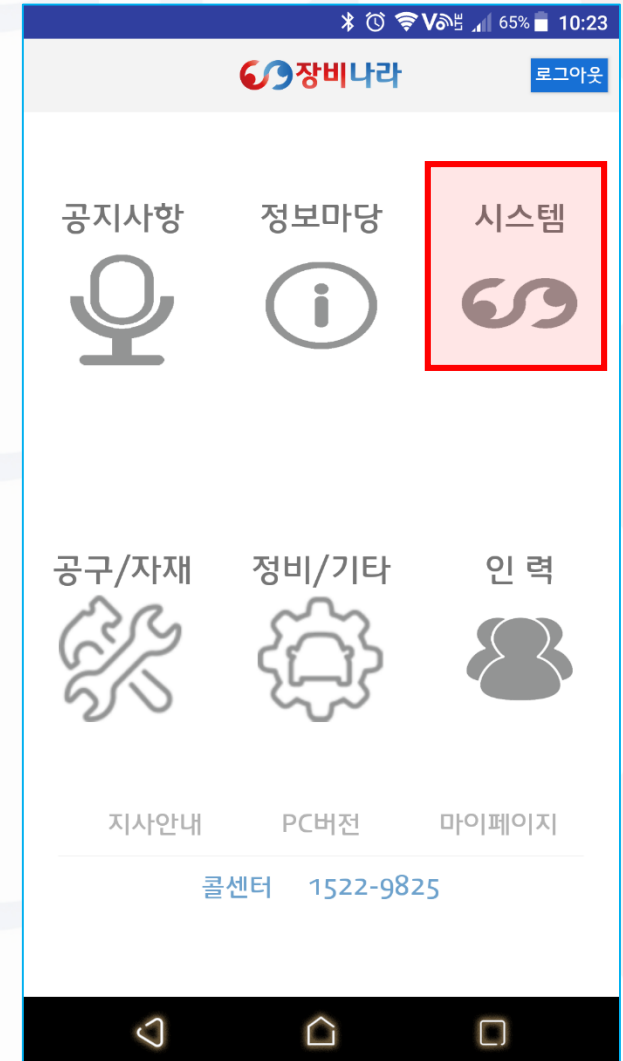 65% 10:23
장비나라 로그아웃
공지사항 정보마당 시스템
공구/자재 정비/기타 인 력
지사안내 PC버전 마이페이지
콜센터 1522-9825